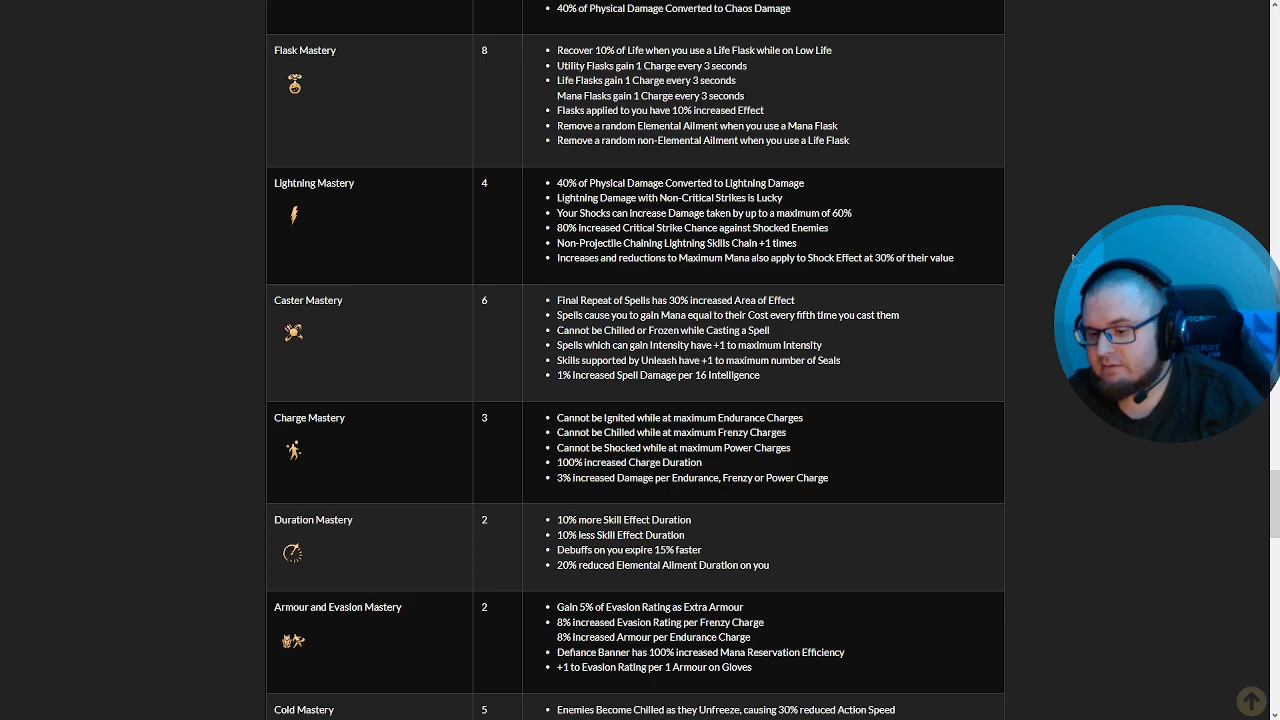 40% of Physical Damage Converted to Chaos Damage
Flask Mastery
8
Recover 10% of Life when you use a Life Flask while on Low Life
Utility Flasks gain 1 Charge every 3 seconds
Life Flasks gain 1 Charge every 3 seconds
Mana Flasks gain 1 Charge every 3 seconds
Flasks applied to you have 10% increased Effect
Remove a random Elemental Ailment when you use a Mana Flask
Remove a random non-Elemental Ailment when you use a Life Flask
Lightning Mastery
4
40% of Physical Damage Converted to Lightning Damage
Lightning Damage with Non-Critical Strikes is Lucky
Your Shocks can Increase Damage taken by up to a maximum of 60%
80% increased Critical Strike Chance against Shocked Enemies
Non-Projectile Chaining Lightning Skills Chain +1 times
Increases and reductions to Maximum Mana also apply to Shock Effect at 30% of their value
Caster Mastery
6
Final Repeat of Spells has 30% increased Area of Effect
Spells cause you to gain Mana equal to their Cost every fifth time you cast them
Cannot be Chilled or Frozen while Casting a Spell
Spells which can gain Intensity have +1 to maximum Intensity
Skills supported by Unleash have +1 to maximum number of Seals
1% increased Spell Damage per 16 Intelligence
Charge Mastery
3
Cannot be Ignited while at maximum Endurance Charges
Cannot be Chilled while at maximum Frenzy Charges
Cannot be Shocked while at maximum Power Charges
100% increased Charge Duration
3% increased Damage per Endurance, Frenzy or Power Charge
Duration Mastery
2
10% more Skill Effect Duration
10% less Skill Effect Duration
Debuffs on you expire 15% faster
20% reduced Elemental Ailment Duration on you
Armour and Evasion Mastery
2
Gain 5% of Evasion Rating as Extra Armour
8% increased Evasion Rating per Frenzy Charge
8% increased Armour per Endurance Charge
Defiance Banner has 100% increased Mana Reservation Efficiency
+1 to Evasion Rating per 1 Armour on Gloves
Cold Mastery
5
Enemies Become Chilled as they Unfreeze, causing 30% reduced Action Speed